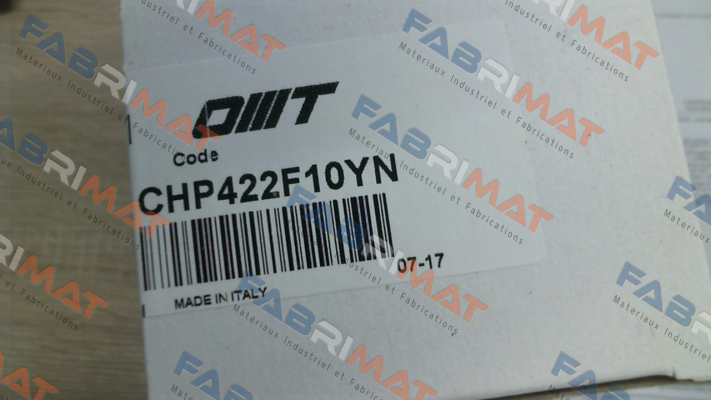 OMT
Code
CHP422F10YN
07-17
MADE IN ITALY
FABRIMAT
Materiaux Industriel et Fabrications